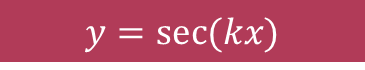 y = sec(kx)